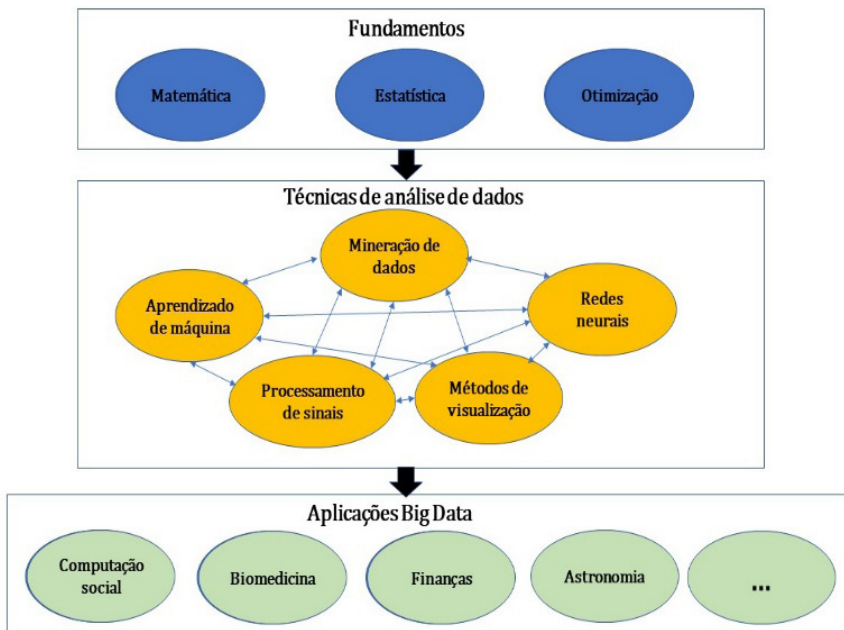 Fundamentos
Matemática
Estatística
Otimização
Técnicas de análise de dados
Mineração de
dados
Aprendizado
de máquina
Redes
neurais
Processamento
de sinais
Métodos de
visualização
Aplicações Big Data
Computação
social
Biomedicina
Finanças
Astronomia
...